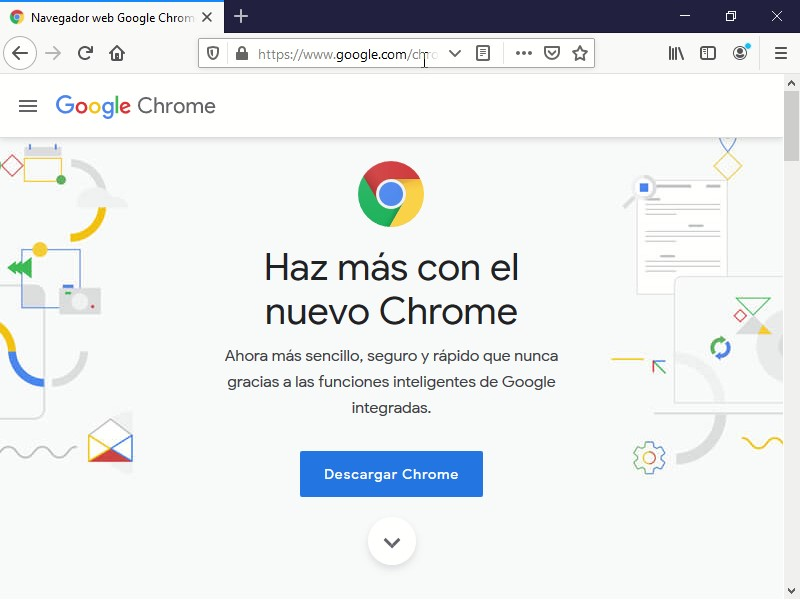 Navegador web Google Chrom
https://www.google.com/chro
Google Chrome
Haz más con el
nuevo Chrome
Ahora más sencillo, seguro y rápido que nunca
gracias a las funciones inteligentes de Google
integradas.
Descargar Chrome